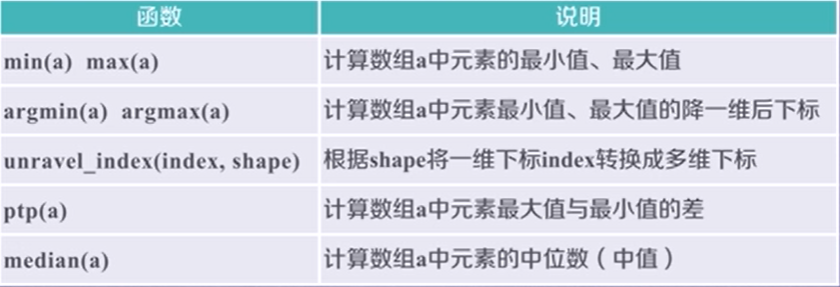 函数 说明
min(a) max(a) 计算数组a中元素的最小值、最大值
argmin(a) argmax(a) 计算数组a中元素最小值、最大值的降一维后下标
unravel_index(index, shape) 根据shape将一维下标index转换成多维下标
ptp(a) 计算数组a中元素最大值与最小值的差
median(a) 计算数组a中元素的中位数（中值）